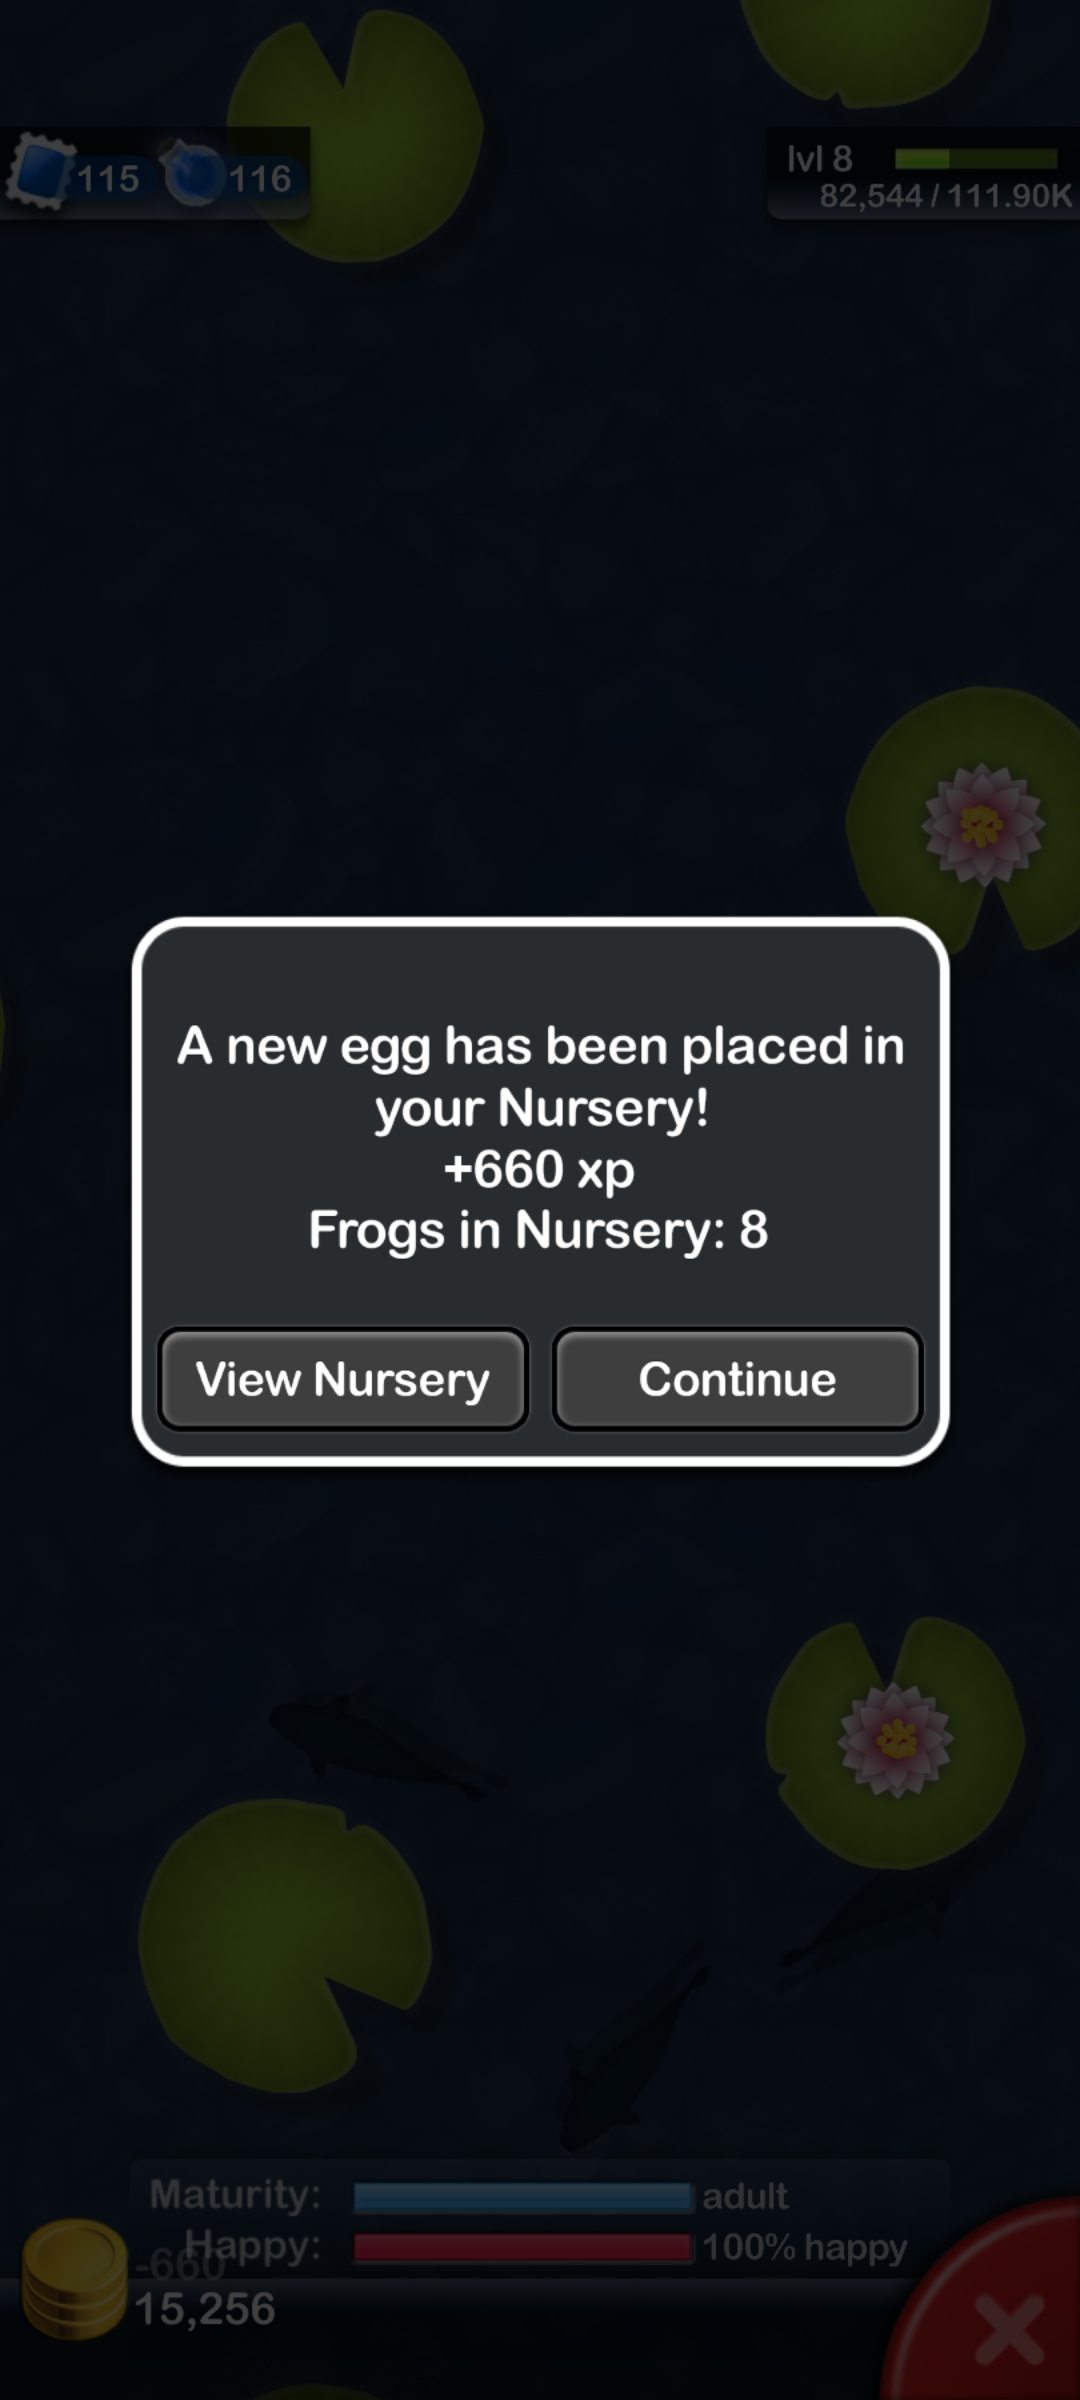 115 116
lvl 8
82,544 / 111.90K
A new egg has been placed in
your Nursery!
+660 xp
Frogs in Nursery: 8
View Nursery Continue
Maturity: adult
Happy: 100% happy
-660
15,256